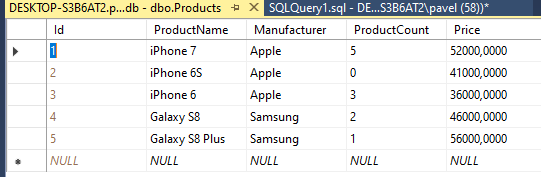 DESKTOP-S3B6AT2.p...db - dbo.Products SQLQuery1.sql - DE...S3B6AT2\pavel (58))*
Id ProductName Manufacturer ProductCount Price
1 iPhone 7 Apple 5 52000,0000
2 iPhone 6S Apple 0 41000,0000
3 iPhone 6 Apple 3 36000,0000
4 Galaxy S8 Samsung 2 46000,0000
5 Galaxy S8 Plus Samsung 1 56000,0000
NULL NULL NULL NULL NULL